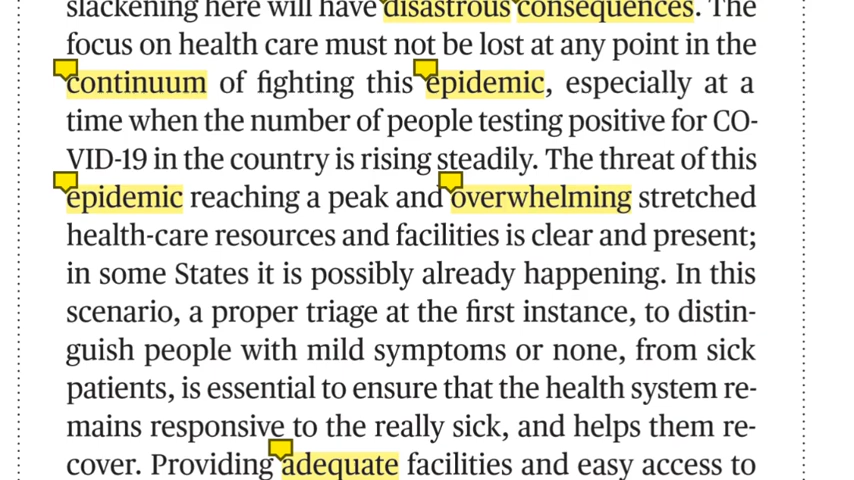 slackening here will have disastrous consequences. The
focus on health care must not be lost at any point in the
continuum of fighting this epidemic, especially at a
time when the number of people testing positive for CO-
VID-19 in the country is rising steadily. The threat of this
epidemic reaching a peak and overwhelming stretched
health-care resources and facilities is clear and present;
in some States it is possibly already happening. In this
scenario, a proper triage at the first instance, to distin-
guish people with mild symptoms or none, from sick
patients, is essential to ensure that the health system re-
mains responsive to the really sick, and helps them re-
cover. Providing adequate facilities and easy access to